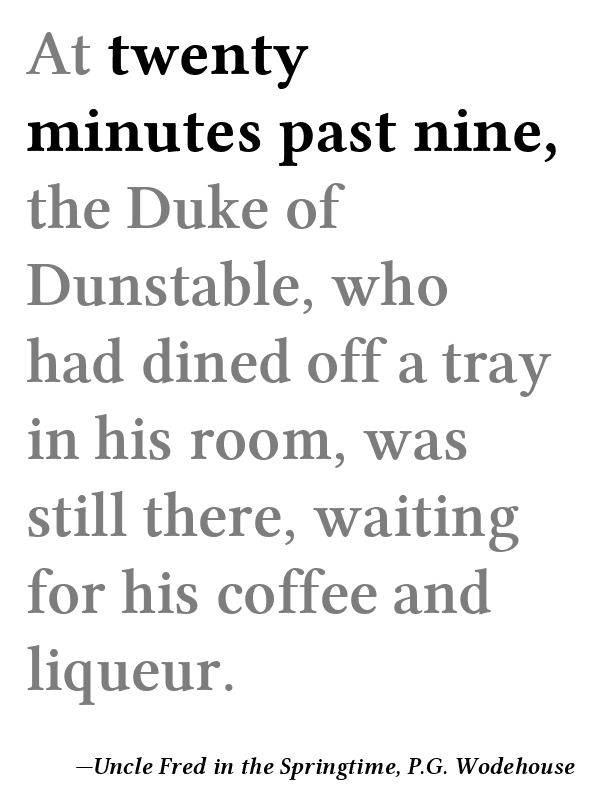 At twenty
minutes past nine,
the Duke of
Dunstable, who
had dined off a tray
in his room, was
still there, waiting
for his coffee and
liqueur.
—Uncle Fred in the Springtime, P.G. Wodehouse